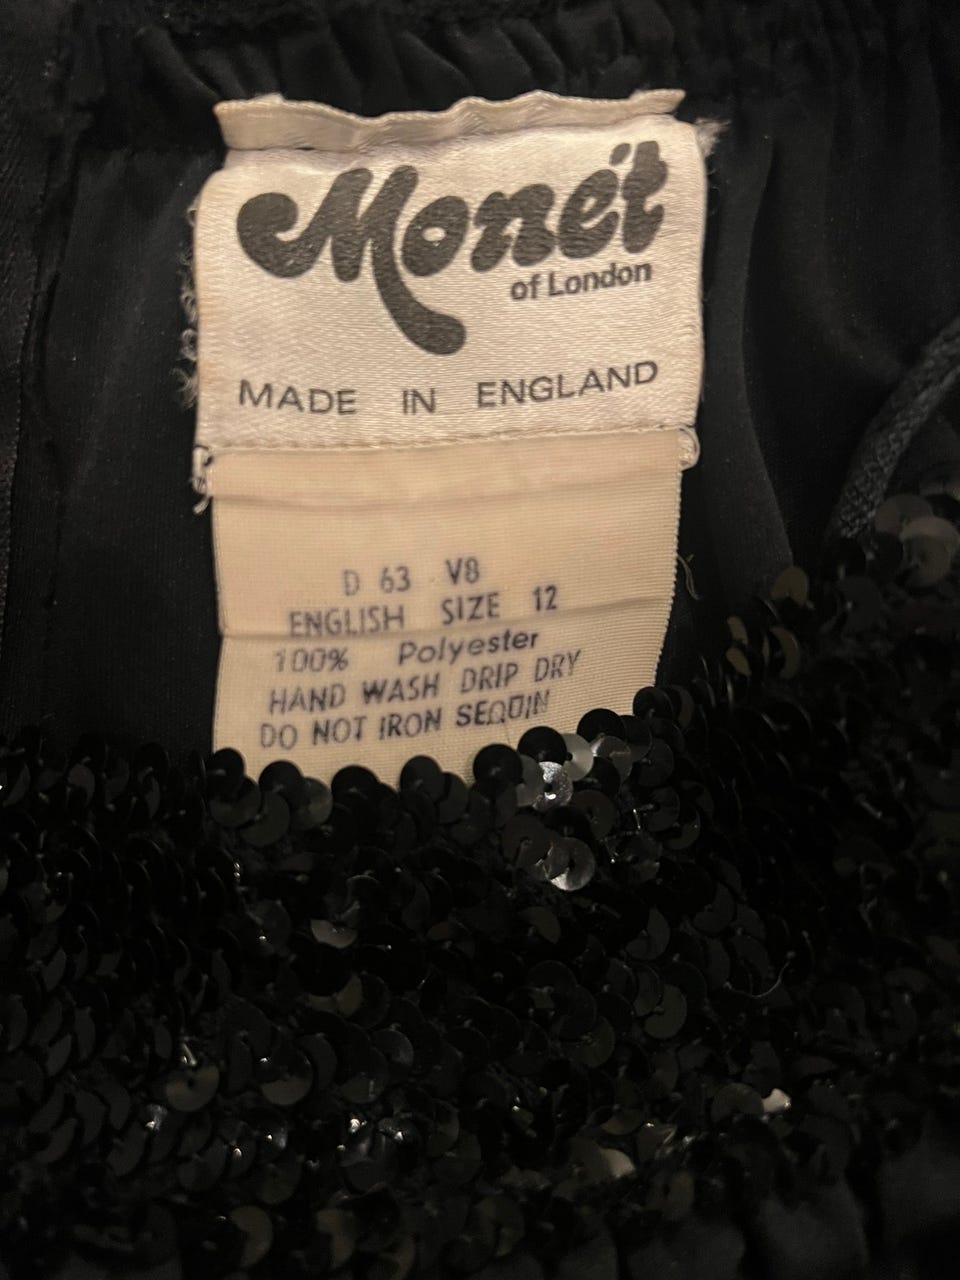 Monét
of London
MADE IN ENGLAND
D 63 V8
ENGLISH SIZE 12
100% Polyester
HAND WASH DRIP DRY
DO NOT IRON SEQUIN